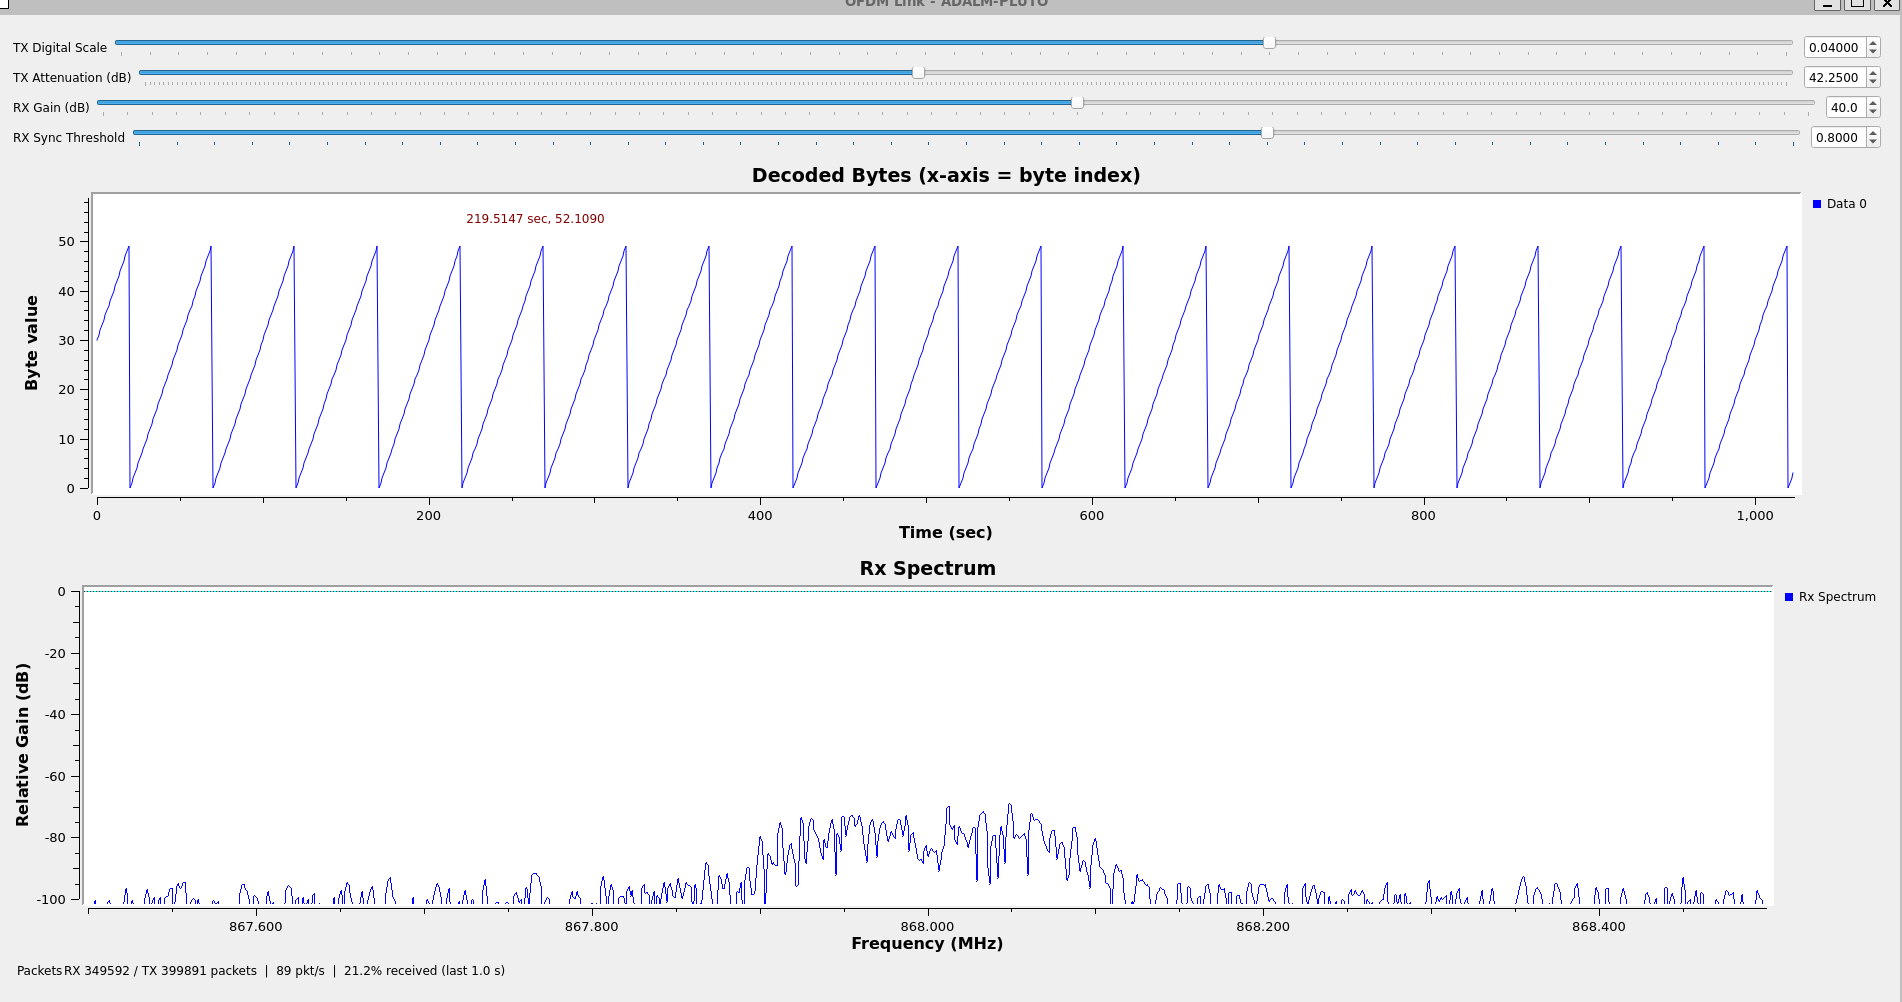 OFDM Link - ADALM-PLUTO
TX Digital Scale 0.04000
TX Attenuation (dB) 42.2500
RX Gain (dB) 40.0
RX Sync Threshold 0.8000
Decoded Bytes (x-axis = byte index)
219.5147 sec, 52.1090
Data 0
Byte value
50
40
30
20
10
0
0 200 400 600 800 1,000
Time (sec)
Rx Spectrum
Rx Spectrum
Relative Gain (dB)
0
-20
-40
-60
-80
-100
867.600 867.800 868.000 868.200 868.400
Frequency (MHz)
Packets RX 349592 / TX 399891 packets | 89 pkt/s | 21.2% received (last 1.0 s)